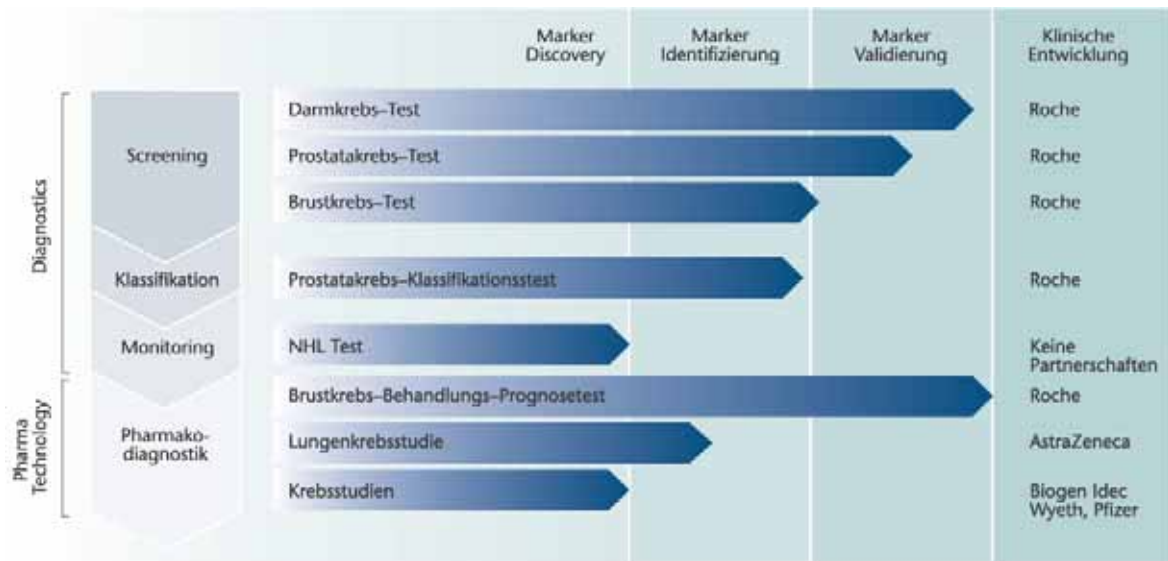 Marker
Discovery
Marker
Identifizierung
Marker
Validierung
Klinische
Entwicklung
Diagnostics
Screening
Darmkrebs–Test
Roche
Prostatakrebs–Test
Roche
Brustkrebs–Test
Roche
Klassifikation
Prostatakrebs–Klassifikationsstest
Roche
Monitoring
NHL Test
Keine
Partnerschaften
Pharma
Technology
Pharmako-
diagnostik
Brustkrebs–Behandlungs–Prognosetest
Roche
Lungenkrebsstudie
AstraZeneca
Krebsstudien
Biogen Idec
Wyeth, Pfizer